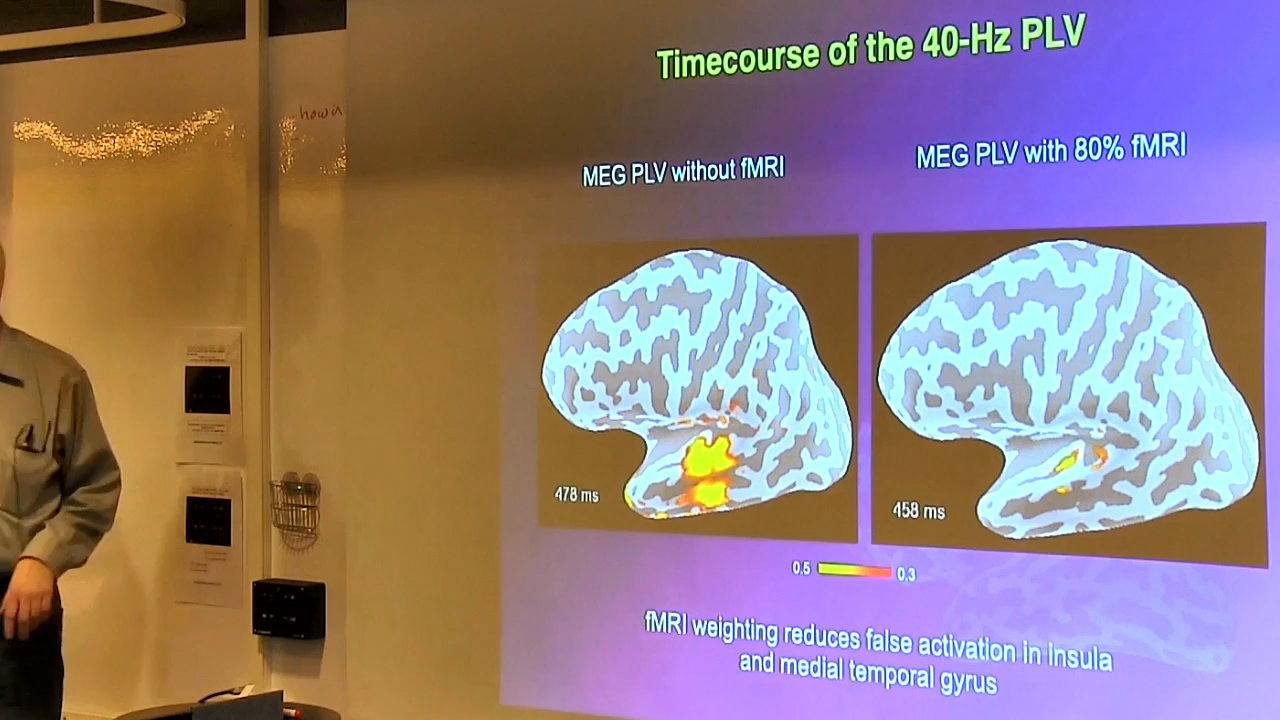 Timecourse of the 40-Hz PLV
MEG PLV without fMRI
MEG PLV with 80% fMRI
478 ms
458 ms
0.5
0.3
fMRI weighting reduces false activation in insula
and medial temporal gyrus